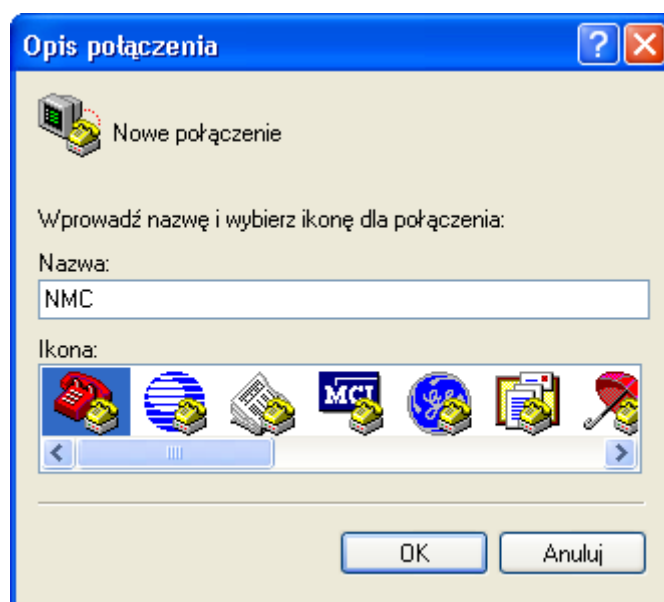 Opis połączenia
Nowe połączenie
Wprowadź nazwę i wybierz ikonę dla połączenia:
Nazwa:
NMC
Ikona:
MCI
OK Anuluj